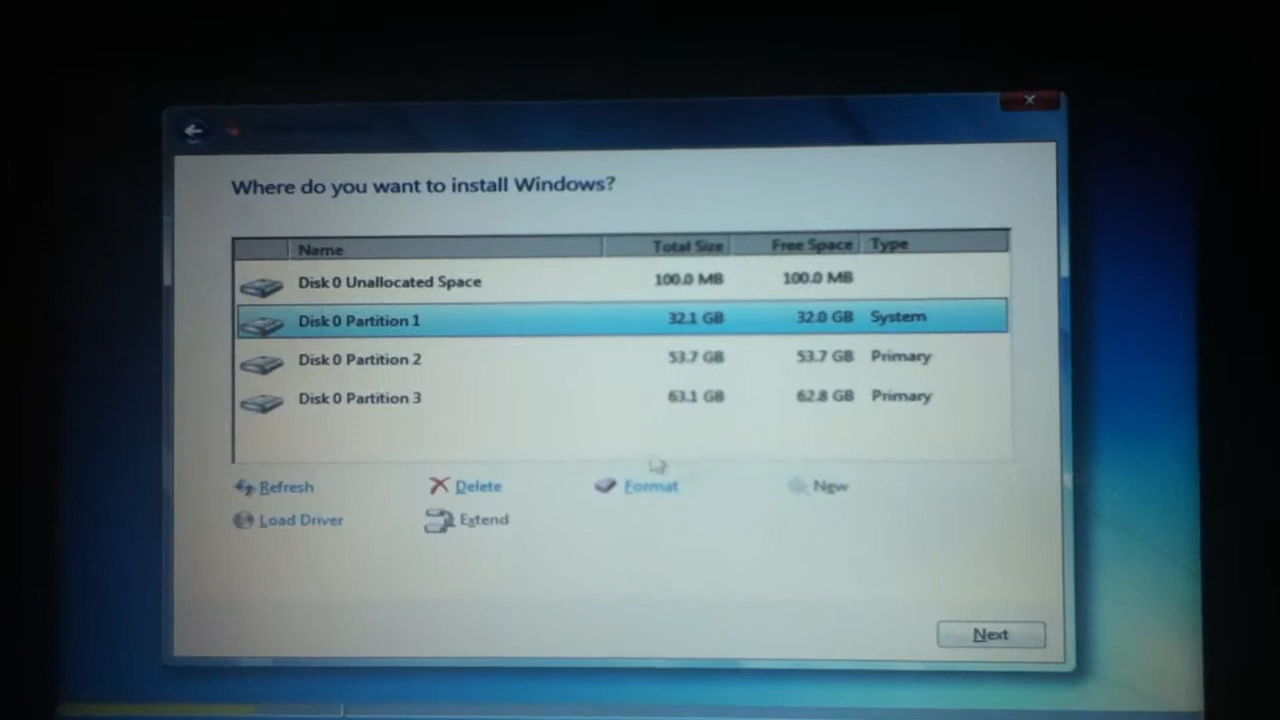 Where do you want to install Windows?
Name Total Size Free Space Type
Disk 0 Unallocated Space 100.0 MB 100.0 MB
Disk 0 Partition 1 32.1 GB 32.0 GB System
Disk 0 Partition 2 53.7 GB 53.7 GB Primary
Disk 0 Partition 3 63.1 GB 62.8 GB Primary
Refresh Delete Format New
Load Driver Extend
Next